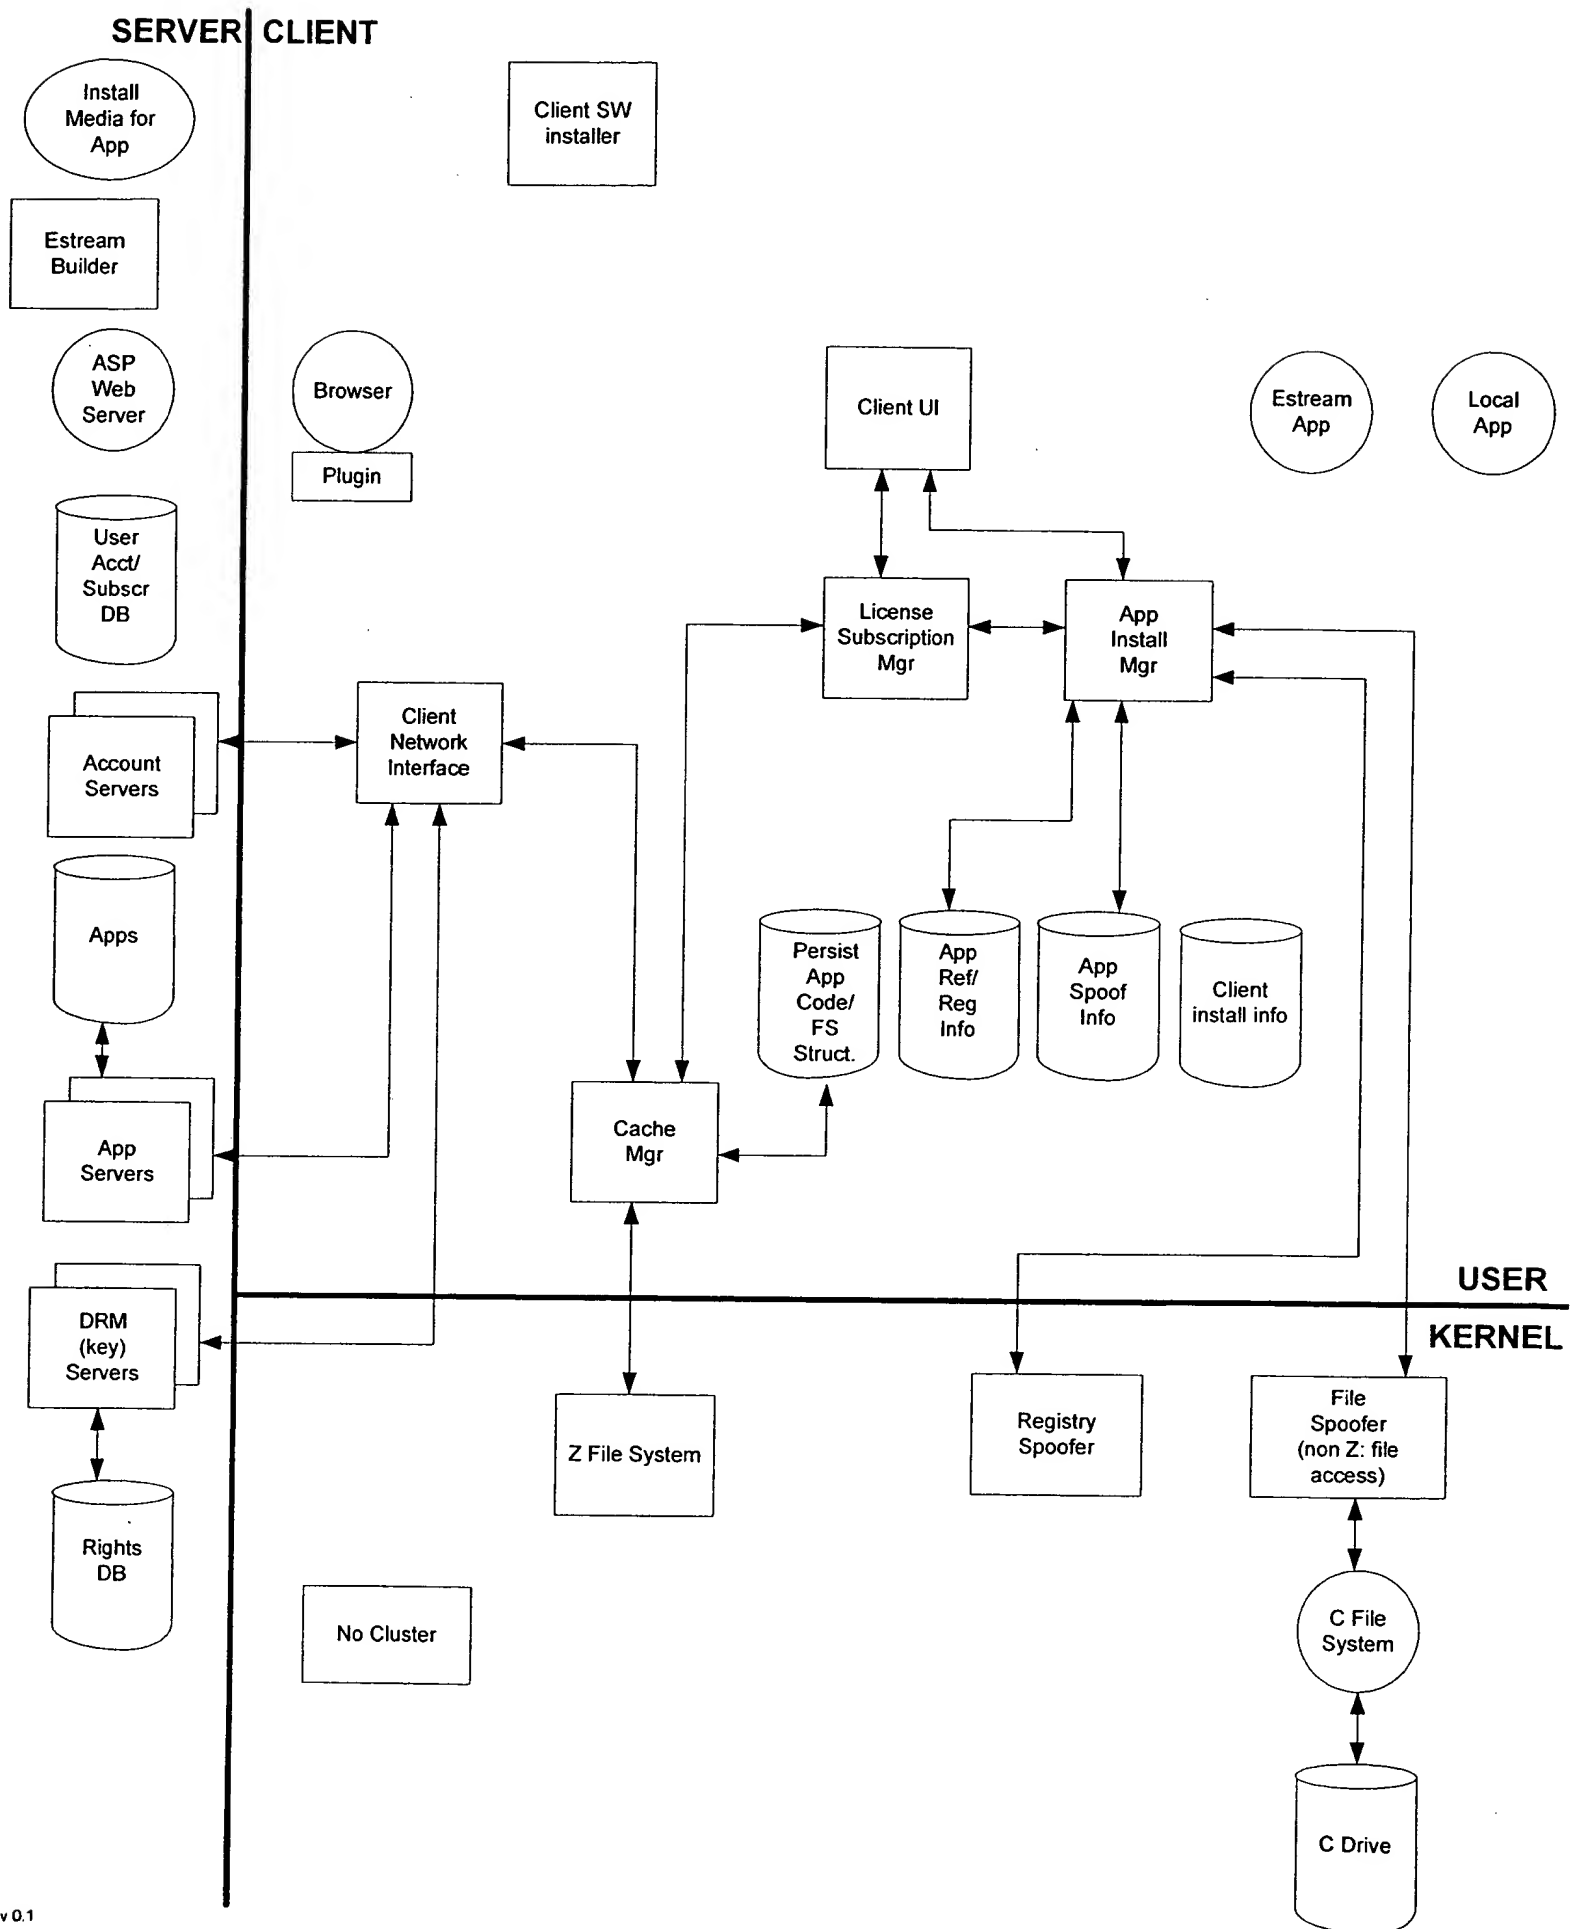 SERVER CLIENT
Install
Media for
App
Client SW
installer
Estream
Builder
ASP
Web
Server
Browser
Plugin
Client UI
Estream
App
Local
App
User
Acct/
Subscr
DB
License
Subscription
Mgr
App
Install
Mgr
Client
Network
Interface
Account
Servers
Apps
Persist
App
Code/
FS
Struct.
App
Ref/
Reg
Info
App
Spoof
Info
Client
install info
App
Servers
Cache
Mgr
USER
KERNEL
DRM
(key)
Servers
Z File System
Registry
Spoofer
File
Spoofer
(non Z: file
access)
Rights
DB
No Cluster
C File
System
C Drive
v 0.1